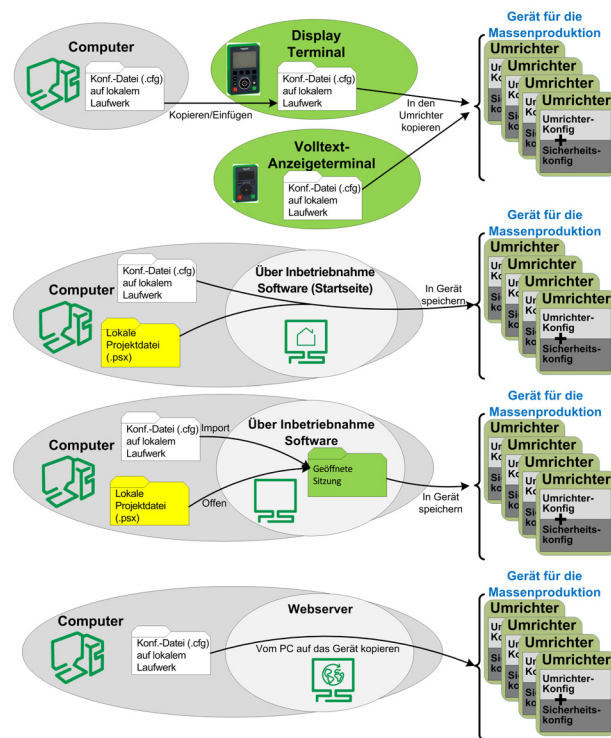 Computer
Konf.-Datei (.cfg)
auf lokalem
Laufwerk
Kopieren/Einfügen
Display
Terminal
Konf.-Datei (.cfg)
auf lokalem
Laufwerk
In den
Umrichter
kopieren
Volltext-
Anzeigeterminal
Konf.-Datei (.cfg)
auf lokalem
Laufwerk
Gerät für die
Massenproduktion
Umrichter
Umrichter
Umrichter
Umrichter
Umrichter-
Konfig
+
Sicherheits-
konfig
Computer
Konf.-Datei (.cfg)
auf lokalem
Laufwerk
Lokale
Projektdatei
(.psx)
Über Inbetriebnahme
Software (Startseite)
In Gerät
speichern
Gerät für die
Massenproduktion
Umrichter
Umrichter
Umrichter
Umrichter
Umrichter-
Konfig
+
Sicherheits-
konfig
Computer
Konf.-Datei (.cfg)
auf lokalem
Laufwerk
Import
Lokale
Projektdatei
(.psx)
Offen
Über Inbetriebnahme
Software
Geöffnete
Sitzung
In Gerät
speichern
Gerät für die
Massenproduktion
Umrichter
Umrichter
Umrichter
Umrichter
Umrichter-
Konfig
+
Sicherheits-
konfig
Computer
Konf.-Datei (.cfg)
auf lokalem
Laufwerk
Webserver
Vom PC auf das Gerät kopieren
Gerät für die
Massenproduktion
Umrichter
Umrichter
Umrichter
Umrichter
Umrichter-
Konfig
+
Sicherheits-
konfig